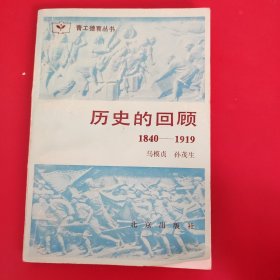 青工德育丛书
历史的回顾
1840—1919
马模贞 孙茂生
北京出版社